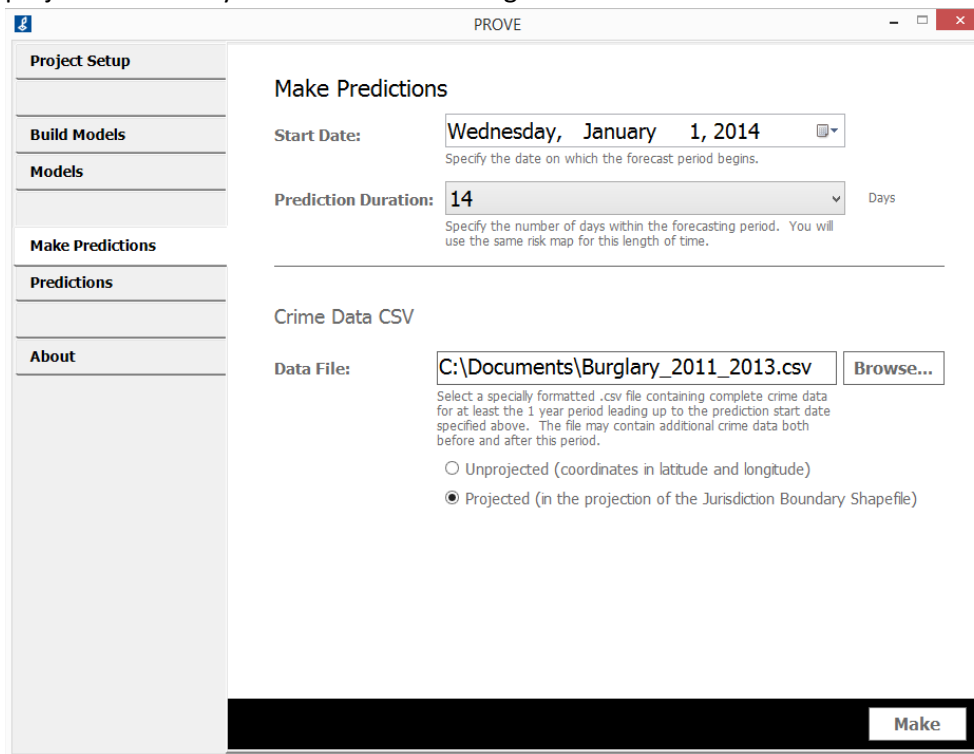 PROVE
Project Setup
Build Models
Models
Make Predictions
Predictions
About
Make Predictions
Start Date:
Wednesday, January 1, 2014
Specify the date on which the forecast period begins.
Prediction Duration:
14
Days
Specify the number of days within the forecasting period. You will
use the same risk map for this length of time.
Crime Data CSV
Data File:
C:\Documents\Burglary_2011_2013.csv
Browse...
Select a specially formatted .csv file containing complete crime data
for at least the 1 year period leading up to the prediction start date
specified above. The file may contain additional crime data both
before and after this period.
Unprojected (coordinates in latitude and longitude)
Projected (in the projection of the Jurisdiction Boundary Shapefile)
Make